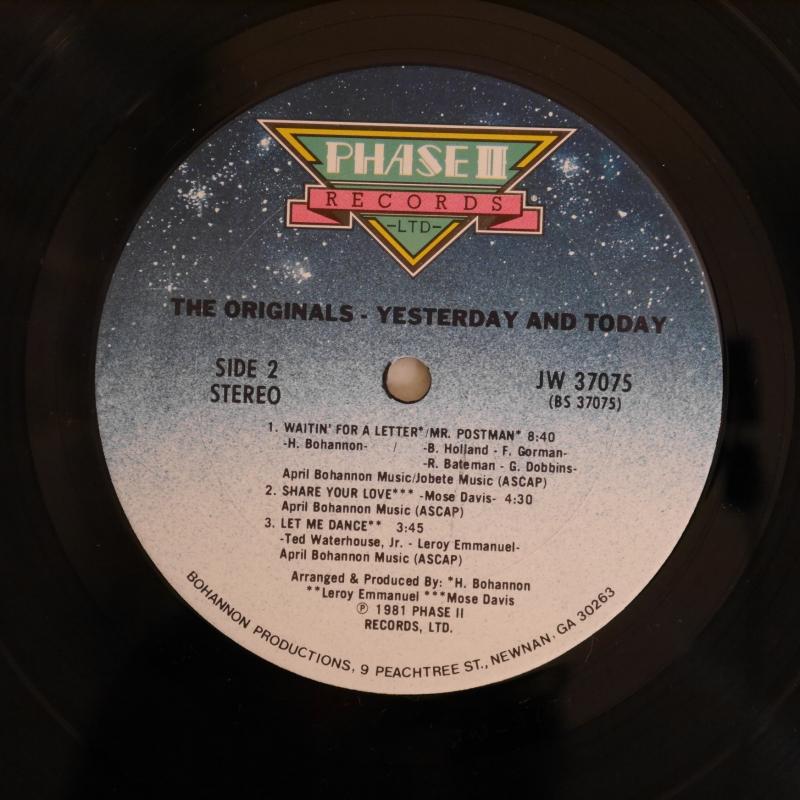 PHASE II
RECORDS
-LTD-
THE ORIGINALS - YESTERDAY AND TODAY
SIDE 2
STEREO
JW 37075
(BS 37075)
1. WAITIN' FOR A LETTER*/MR. POSTMAN* 8:40
-H. Bohannon- / -B. Holland - F. Gorman-
-R. Bateman - G. Dobbins-
April Bohannon Music/Jobete Music (ASCAP)
2. SHARE YOUR LOVE*** -Mose Davis- 4:30
April Bohannon Music (ASCAP)
3. LET ME DANCE** 3:45
-Ted Waterhouse, Jr. - Leroy Emmanuel-
April Bohannon Music (ASCAP)
Arranged & Produced By: *H. Bohannon
**Leroy Emmanuel ***Mose Davis
℗ 1981 PHASE II
RECORDS, LTD.
BOHANNON PRODUCTIONS, 9 PEACHTREE ST., NEWNAN, GA 30263